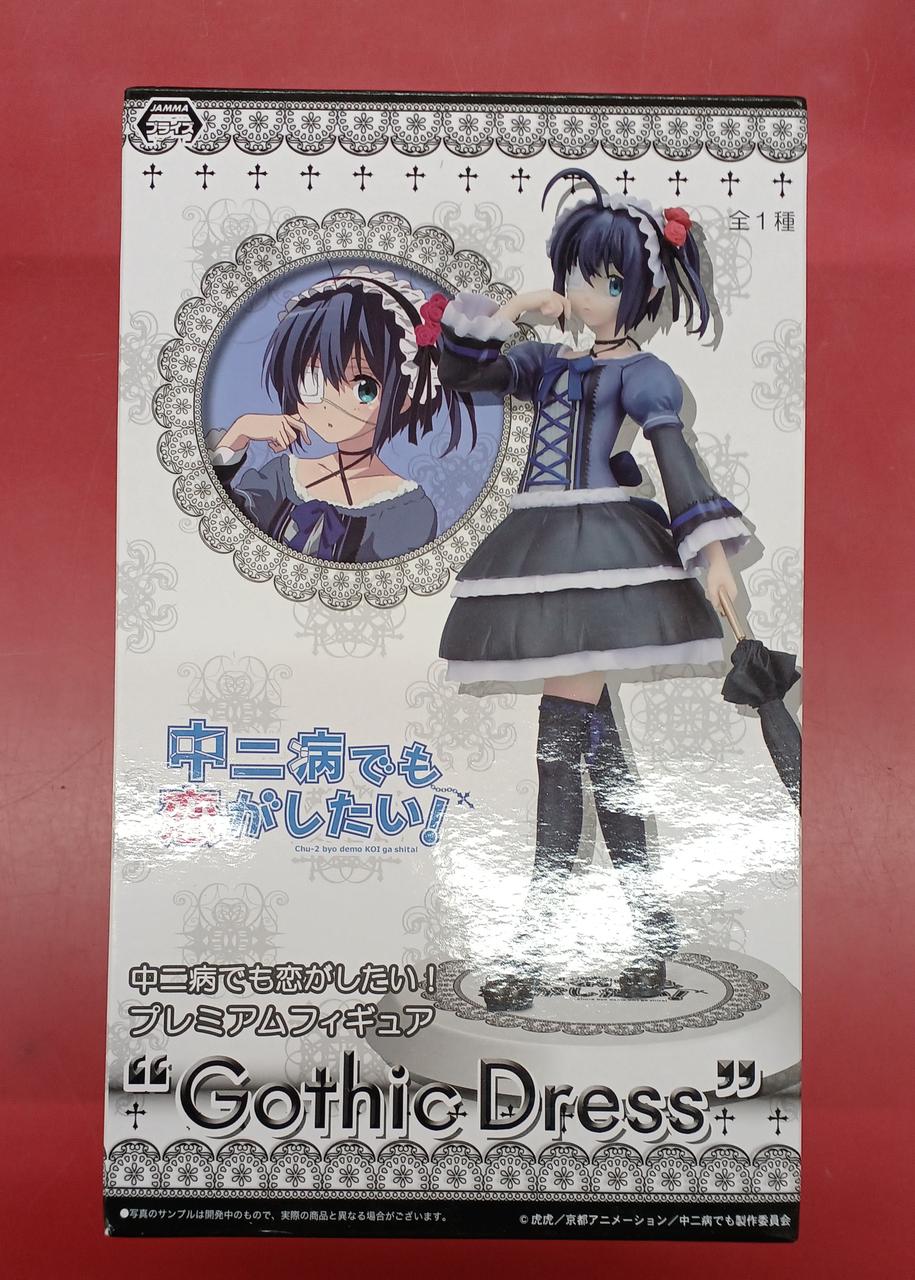 JAMMA
プライズ
全1種
中二病でも
恋がしたい!
Chu-2 byo demo KOI ga shita!
中二病でも恋がしたい!
プレミアムフィギュア
“Gothic Dress”
●写真のサンプルは開発中のもので、実際の商品と異なる場合がございます。
© 虎虎/京都アニメーション/中二病でも製作委員会